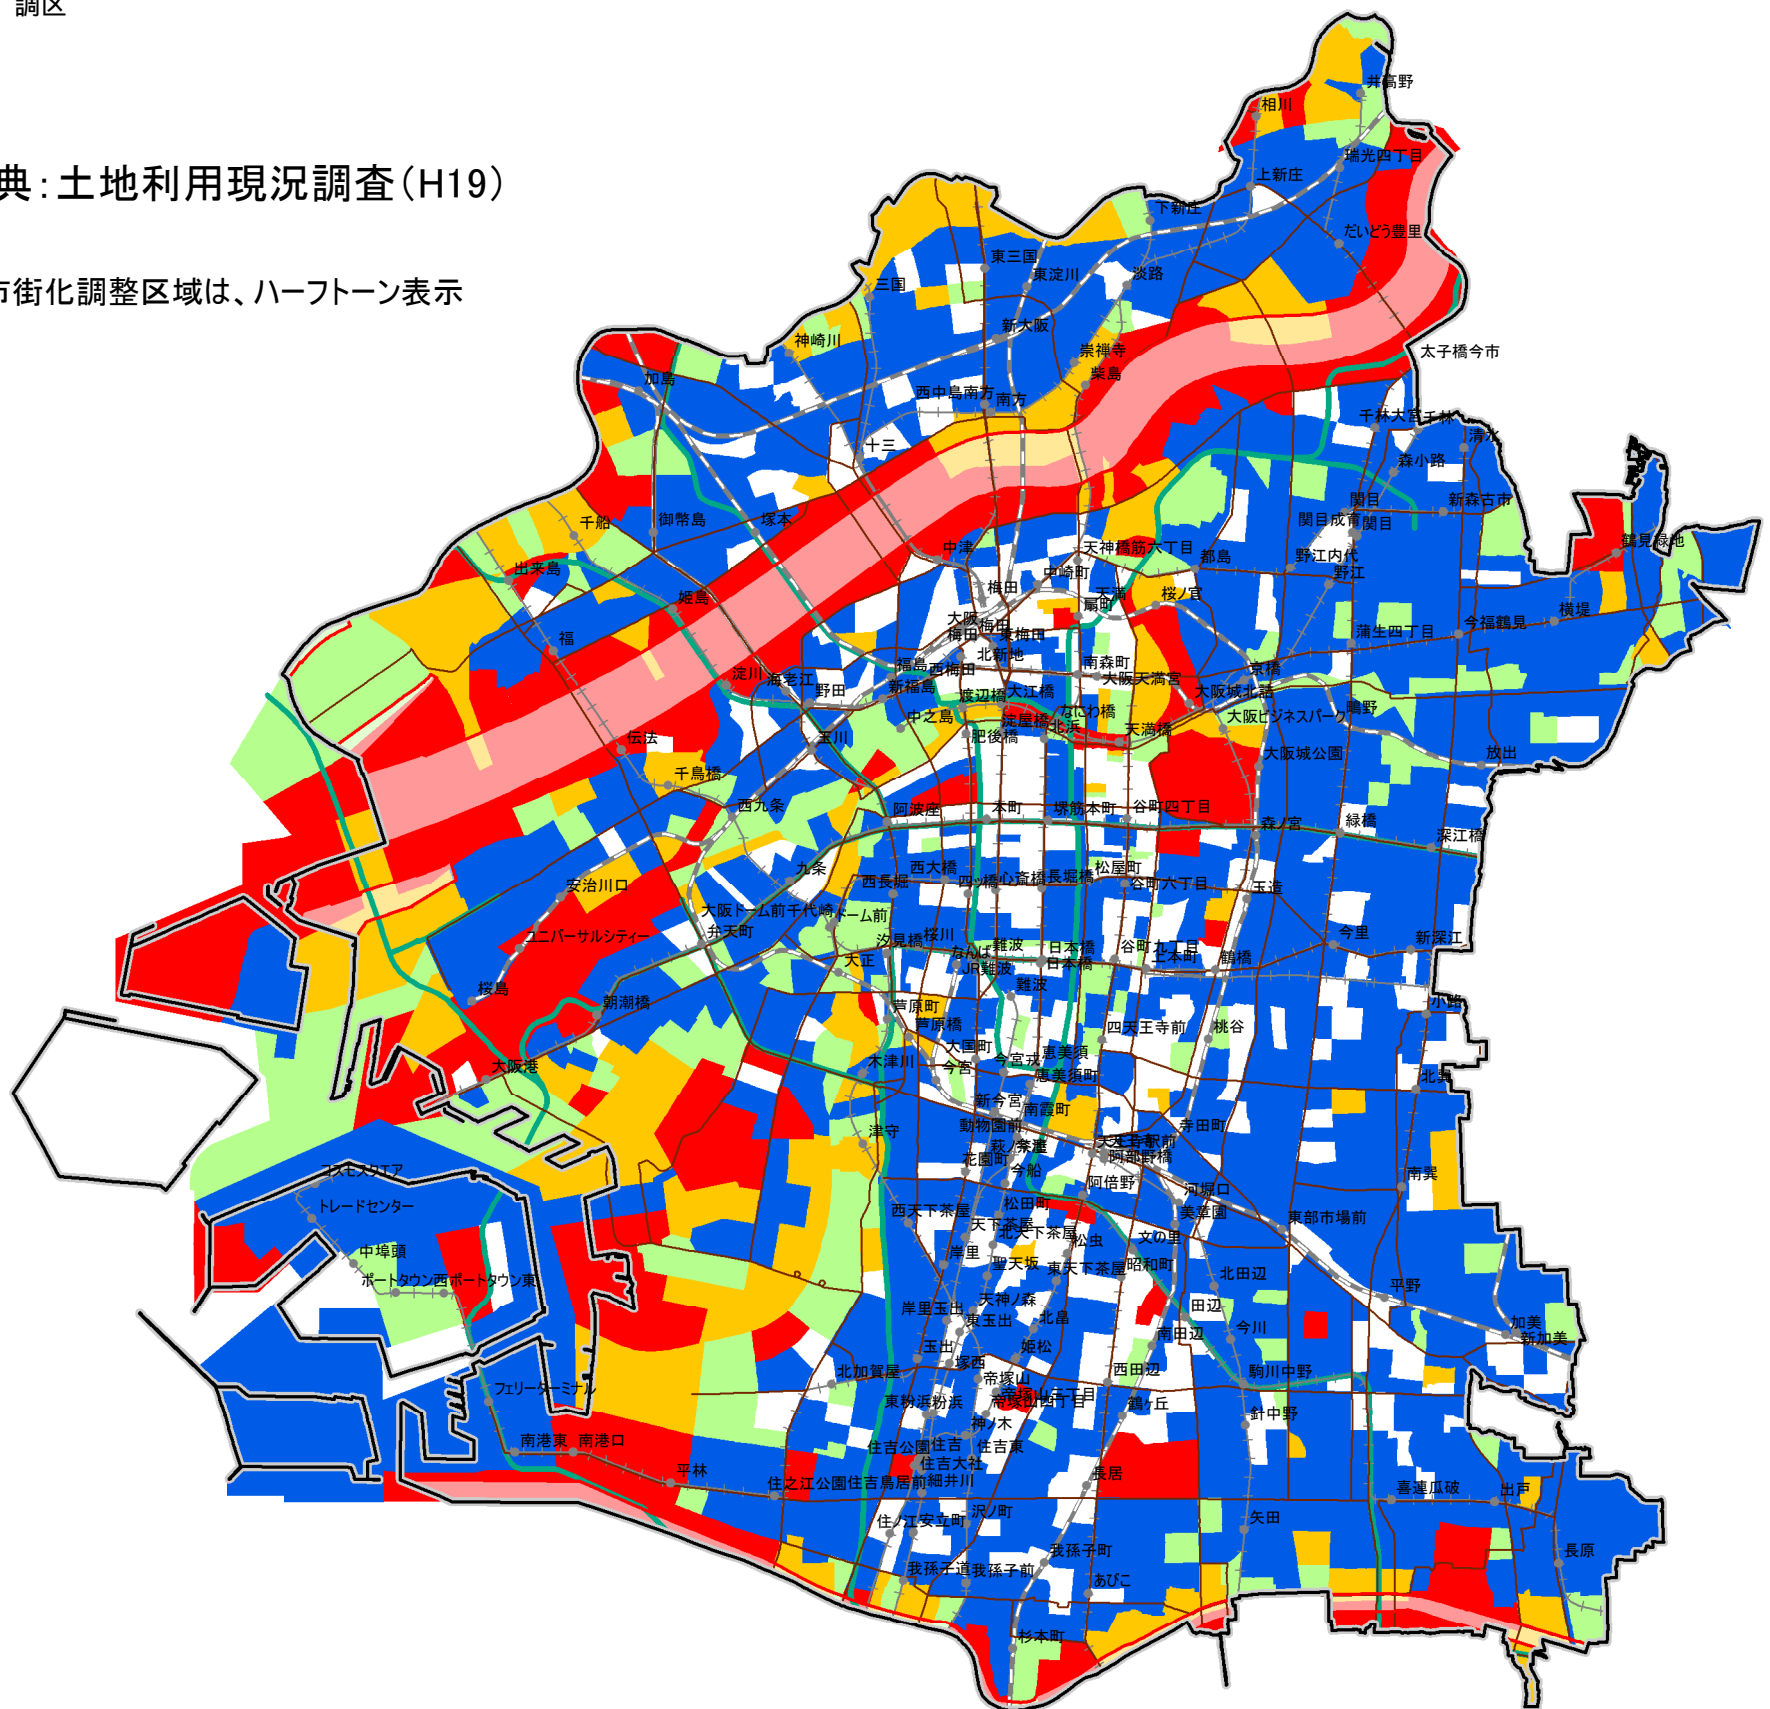 調区
典：土地利用現況調査（H19）
市街化調整区域は、ハーフトーン表示
井高野
相川
瑞光四丁目
上新庄
下新庄
だいどう豊里
東三国
東淀川
淡路
三国
新大阪
神崎川
崇禅寺
太子橋今市
柴島
加島
西中島南方
南方
千林大宮
千林
清水
十三
森小路
関目
新森古市
関目成育
関目
千船
御幣島
塚本
鶴見緑地
中津
天神橋筋六丁目
都島
野江内代
野江
出来島
中崎町
梅田
天満
桜ノ宮
横堤
姫島
扇町
大阪
梅田
梅田
東梅田
蒲生四丁目
今福鶴見
福
北新地
福島
西梅田
南森町
大阪天満宮
京橋
淀川
海老江
野田
新福島
渡辺橋
大江橋
なにわ橋
大阪城北詰
大阪ビジネスパーク
鴫野
中之島
淀屋橋
北浜
天満橋
伝法
玉川
肥後橋
大阪城公園
放出
千鳥橋
西九条
阿波座
本町
堺筋本町
谷町四丁目
森ノ宮
緑橋
深江橋
九条
西大橋
松屋町
安治川口
西長堀
四ッ橋
心斎橋
長堀橋
谷町六丁目
玉造
大阪ドーム前千代崎
ドーム前
弁天町
汐見橋
桜川
ユニバーサルシティー
なんば
難波
日本橋
谷町九丁目
今里
新深江
大正
JR難波
日本橋
上本町
鶴橋
桜島
難波
朝潮橋
芦原町
小路
芦原橋
四天王寺前
桃谷
大国町
恵美須
大阪港
木津川
今宮
今宮戎
恵美須町
北巽
新今宮
南霞町
津守
動物園前
寺田町
天王寺駅前
花園町
阿部野橋
コスモスクエア
今船
阿倍野
河堀口
南巽
トレードセンター
西天下茶屋
松田町
美章園
天下茶屋
東部市場前
北天下茶屋
松虫
文の里
中埠頭
岸里
聖天坂
東天下茶屋
昭和町
北田辺
ポートタウン西
ポートタウン東
平野
岸里玉出
天神ノ森
田辺
東玉出
北畠
今川
加美
新加美
玉出
姫松
南田辺
北加賀屋
塚西
帝塚山
西田辺
駒川中野
フェリーターミナル
東粉浜
粉浜
帝塚山三丁目
帝塚山四丁目
鶴ヶ丘
針中野
神ノ木
南港東
南港口
住吉公園
住吉
住吉東
平林
住吉大社
住之江公園
住吉鳥居前
細井川
長居
喜連瓜破
出戸
住ノ江
安立町
沢ノ町
矢田
我孫子町
長原
我孫子道
我孫子前
あびこ
杉本町